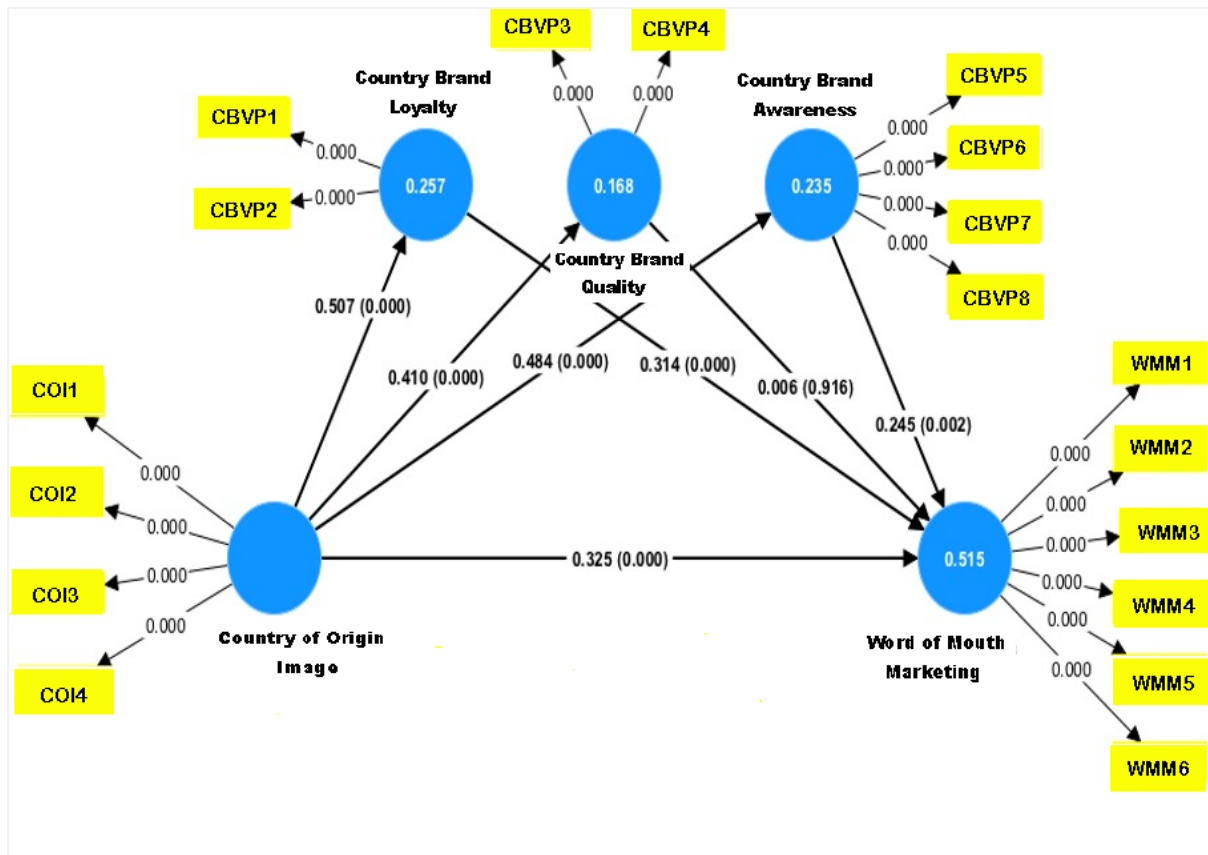 CBVP3
CBVP4
0.000
0.000
Country Brand
Loyalty
Country Brand
Awareness
CBVP5
CBVP1
0.000
0.000
CBVP6
0.000
0.257
0.168
0.235
0.000
CBVP2
0.000
0.000
CBVP7
Country Brand
Quality
CBVP8
0.507 (0.000)
0.410 (0.000)
0.484 (0.000)
0.314 (0.000)
0.006 (0.916)
0.245 (0.002)
COI1
0.000
COI2
0.000
0.000
COI3
0.000
COI4
Country of Origin
Imago
0.325 (0.000)
0.515
Word of Mouth
Marketing
WMM1
0.000
WMM2
0.000
0.000
WMM3
0.000
WMM4
0.000
WMM5
0.000
WMM6